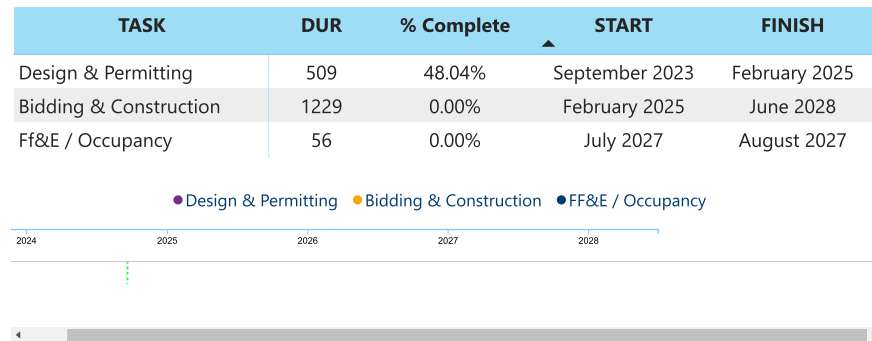 TASK DUR % Complete START FINISH
Design & Permitting 509 48.04% September 2023 February 2025
Bidding & Construction 1229 0.00% February 2025 June 2028
Ff&E / Occupancy 56 0.00% July 2027 August 2027
Design & Permitting Bidding & Construction FF&E / Occupancy
2024 2025 2026 2027 2028